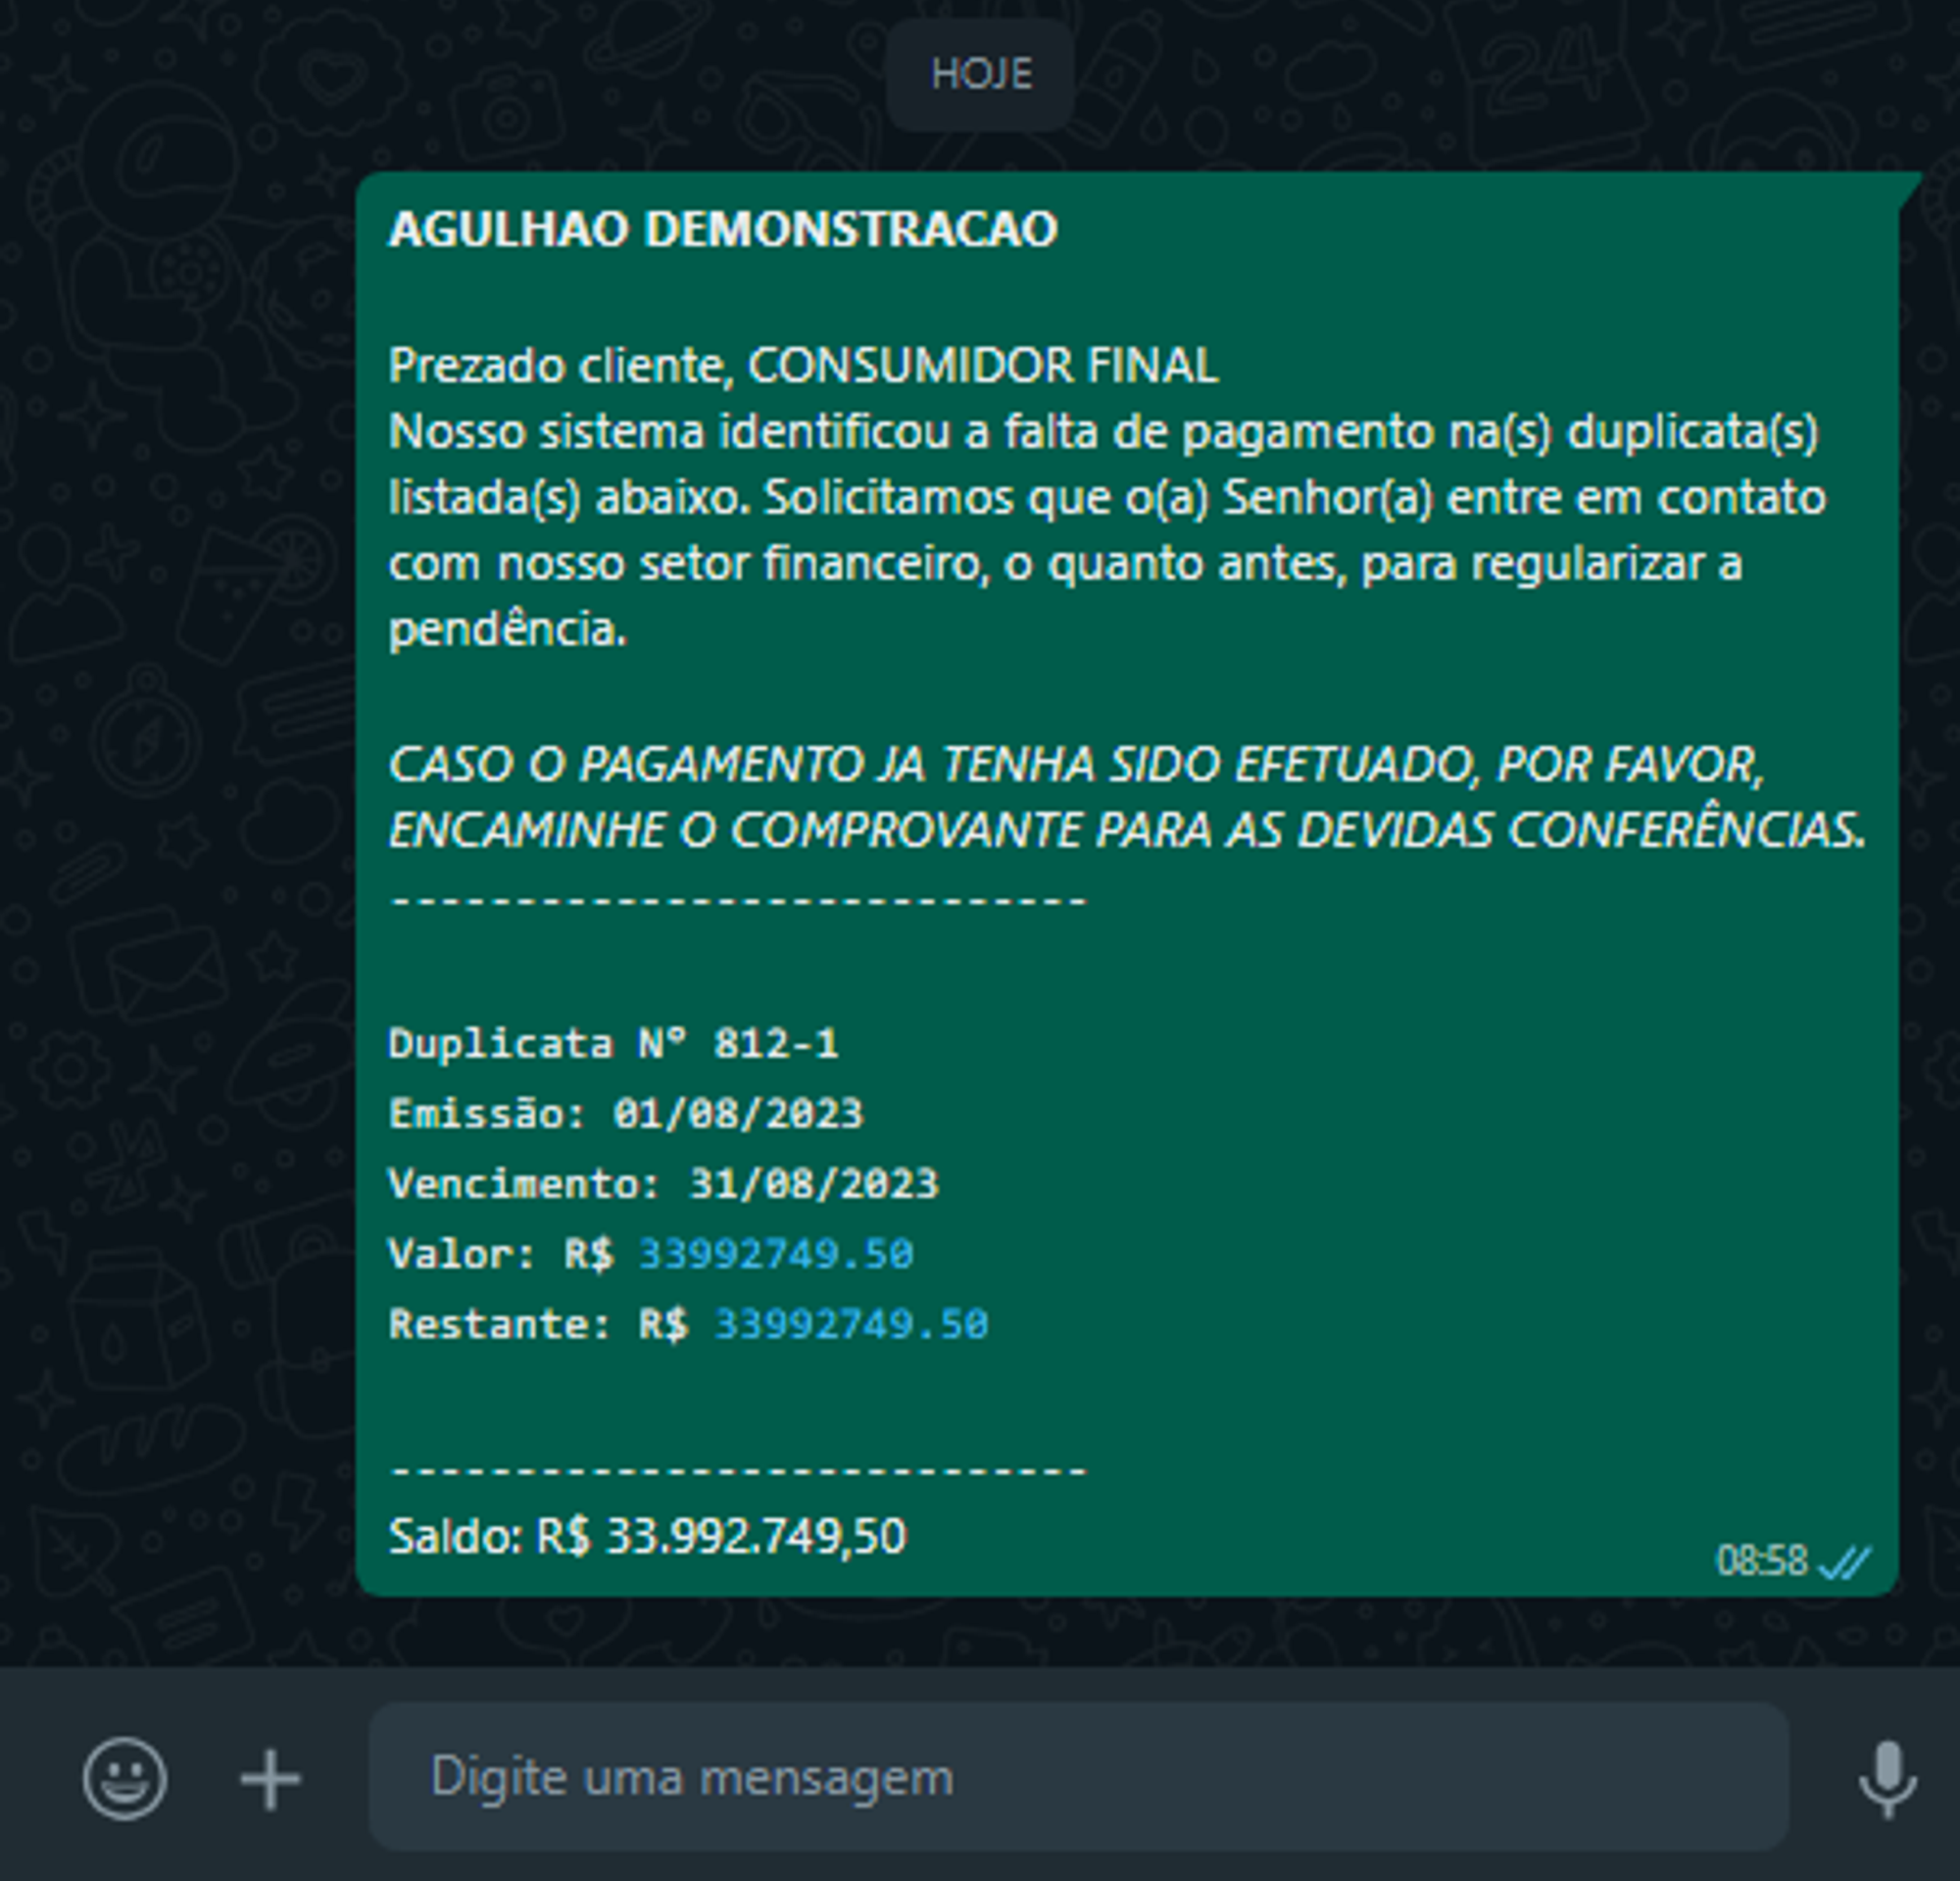 HOJE
AGULHAO DEMONSTRACAO
Prezado cliente, CONSUMIDOR FINAL
Nosso sistema identificou a falta de pagamento na(s) duplicata(s)
listada(s) abaixo. Solicitamos que o(a) Senhor(a) entre em contato
com nosso setor financeiro, o quanto antes, para regularizar a
pendência.
CASO O PAGAMENTO JA TENHA SIDO EFETUADO, POR FAVOR,
ENCAMINHE O COMPROVANTE PARA AS DEVIDAS CONFERÊNCIAS.
----------------------------
Duplicata Nº 812-1
Emissão: 01/08/2023
Vencimento: 31/08/2023
Valor: R$ 33992749.50
Restante: R$ 33992749.50
----------------------------
Saldo: R$ 33.992.749,50
08:58
Digite uma mensagem